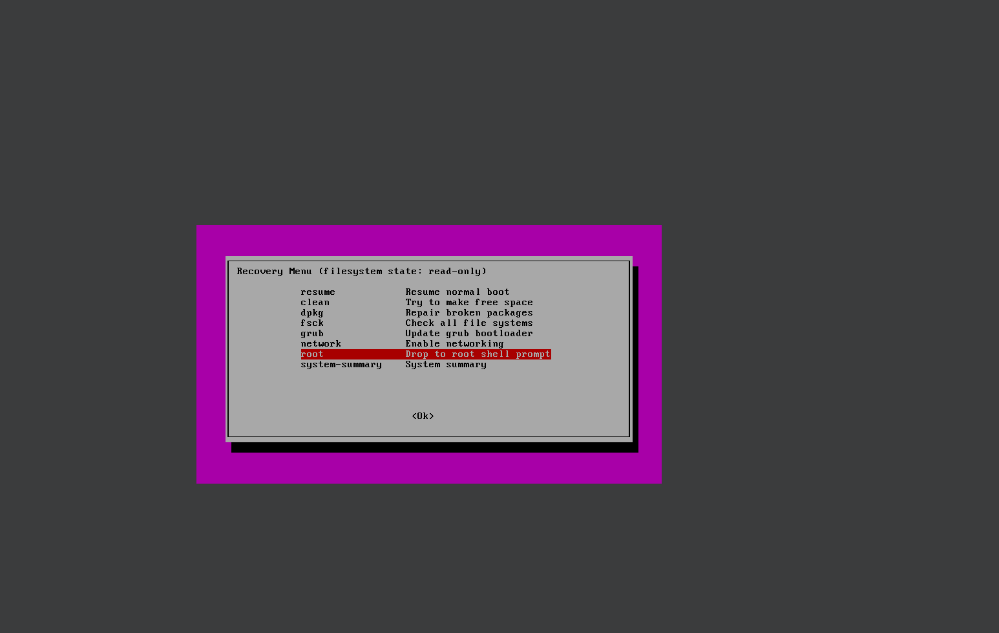 Recovery Menu (filesystem state: read-only)
resume Resume normal boot
clean Try to make free space
dpkg Repair broken packages
fsck Check all file systems
grub Update grub bootloader
network Enable networking
root Drop to root shell prompt
system-summary System summary
<Ok>